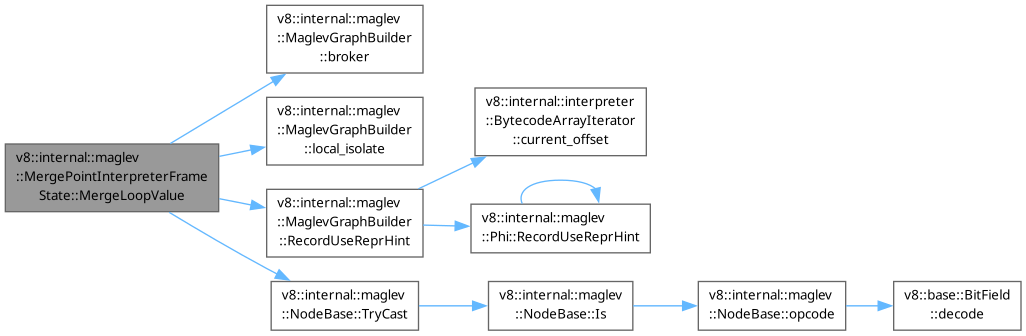 v8::internal::maglev
::MergePointInterpreterFrame
State::MergeLoopValue
v8::internal::maglev
::MaglevGraphBuilder
::broker
v8::internal::maglev
::MaglevGraphBuilder
::local_isolate
v8::internal::maglev
::MaglevGraphBuilder
::RecordUseReprHint
v8::internal::interpreter
::BytecodeArrayIterator
::current_offset
v8::internal::maglev
::Phi::RecordUseReprHint
v8::internal::maglev
::NodeBase::TryCast
v8::internal::maglev
::NodeBase::Is
v8::internal::maglev
::NodeBase::opcode
v8::base::BitField
::decode